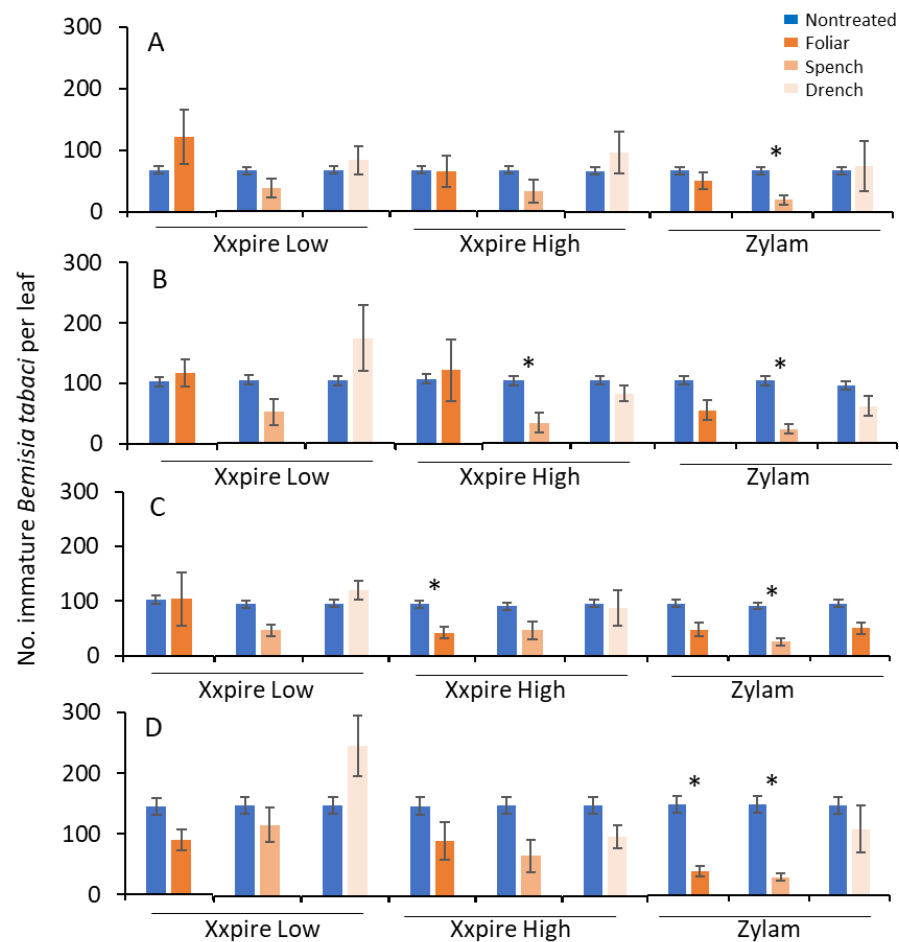 Nontreated
Foliar
Spench
Drench
No. immature Bemisia tabaci per leaf
A
300
200
100
0
*
Xxpire Low Xxpire High Zylam
B
300
200
100
0
* *
Xxpire Low Xxpire High Zylam
C
300
200
100
0
* *
Xxpire Low Xxpire High Zylam
D
300
200
100
0
* *
Xxpire Low Xxpire High Zylam